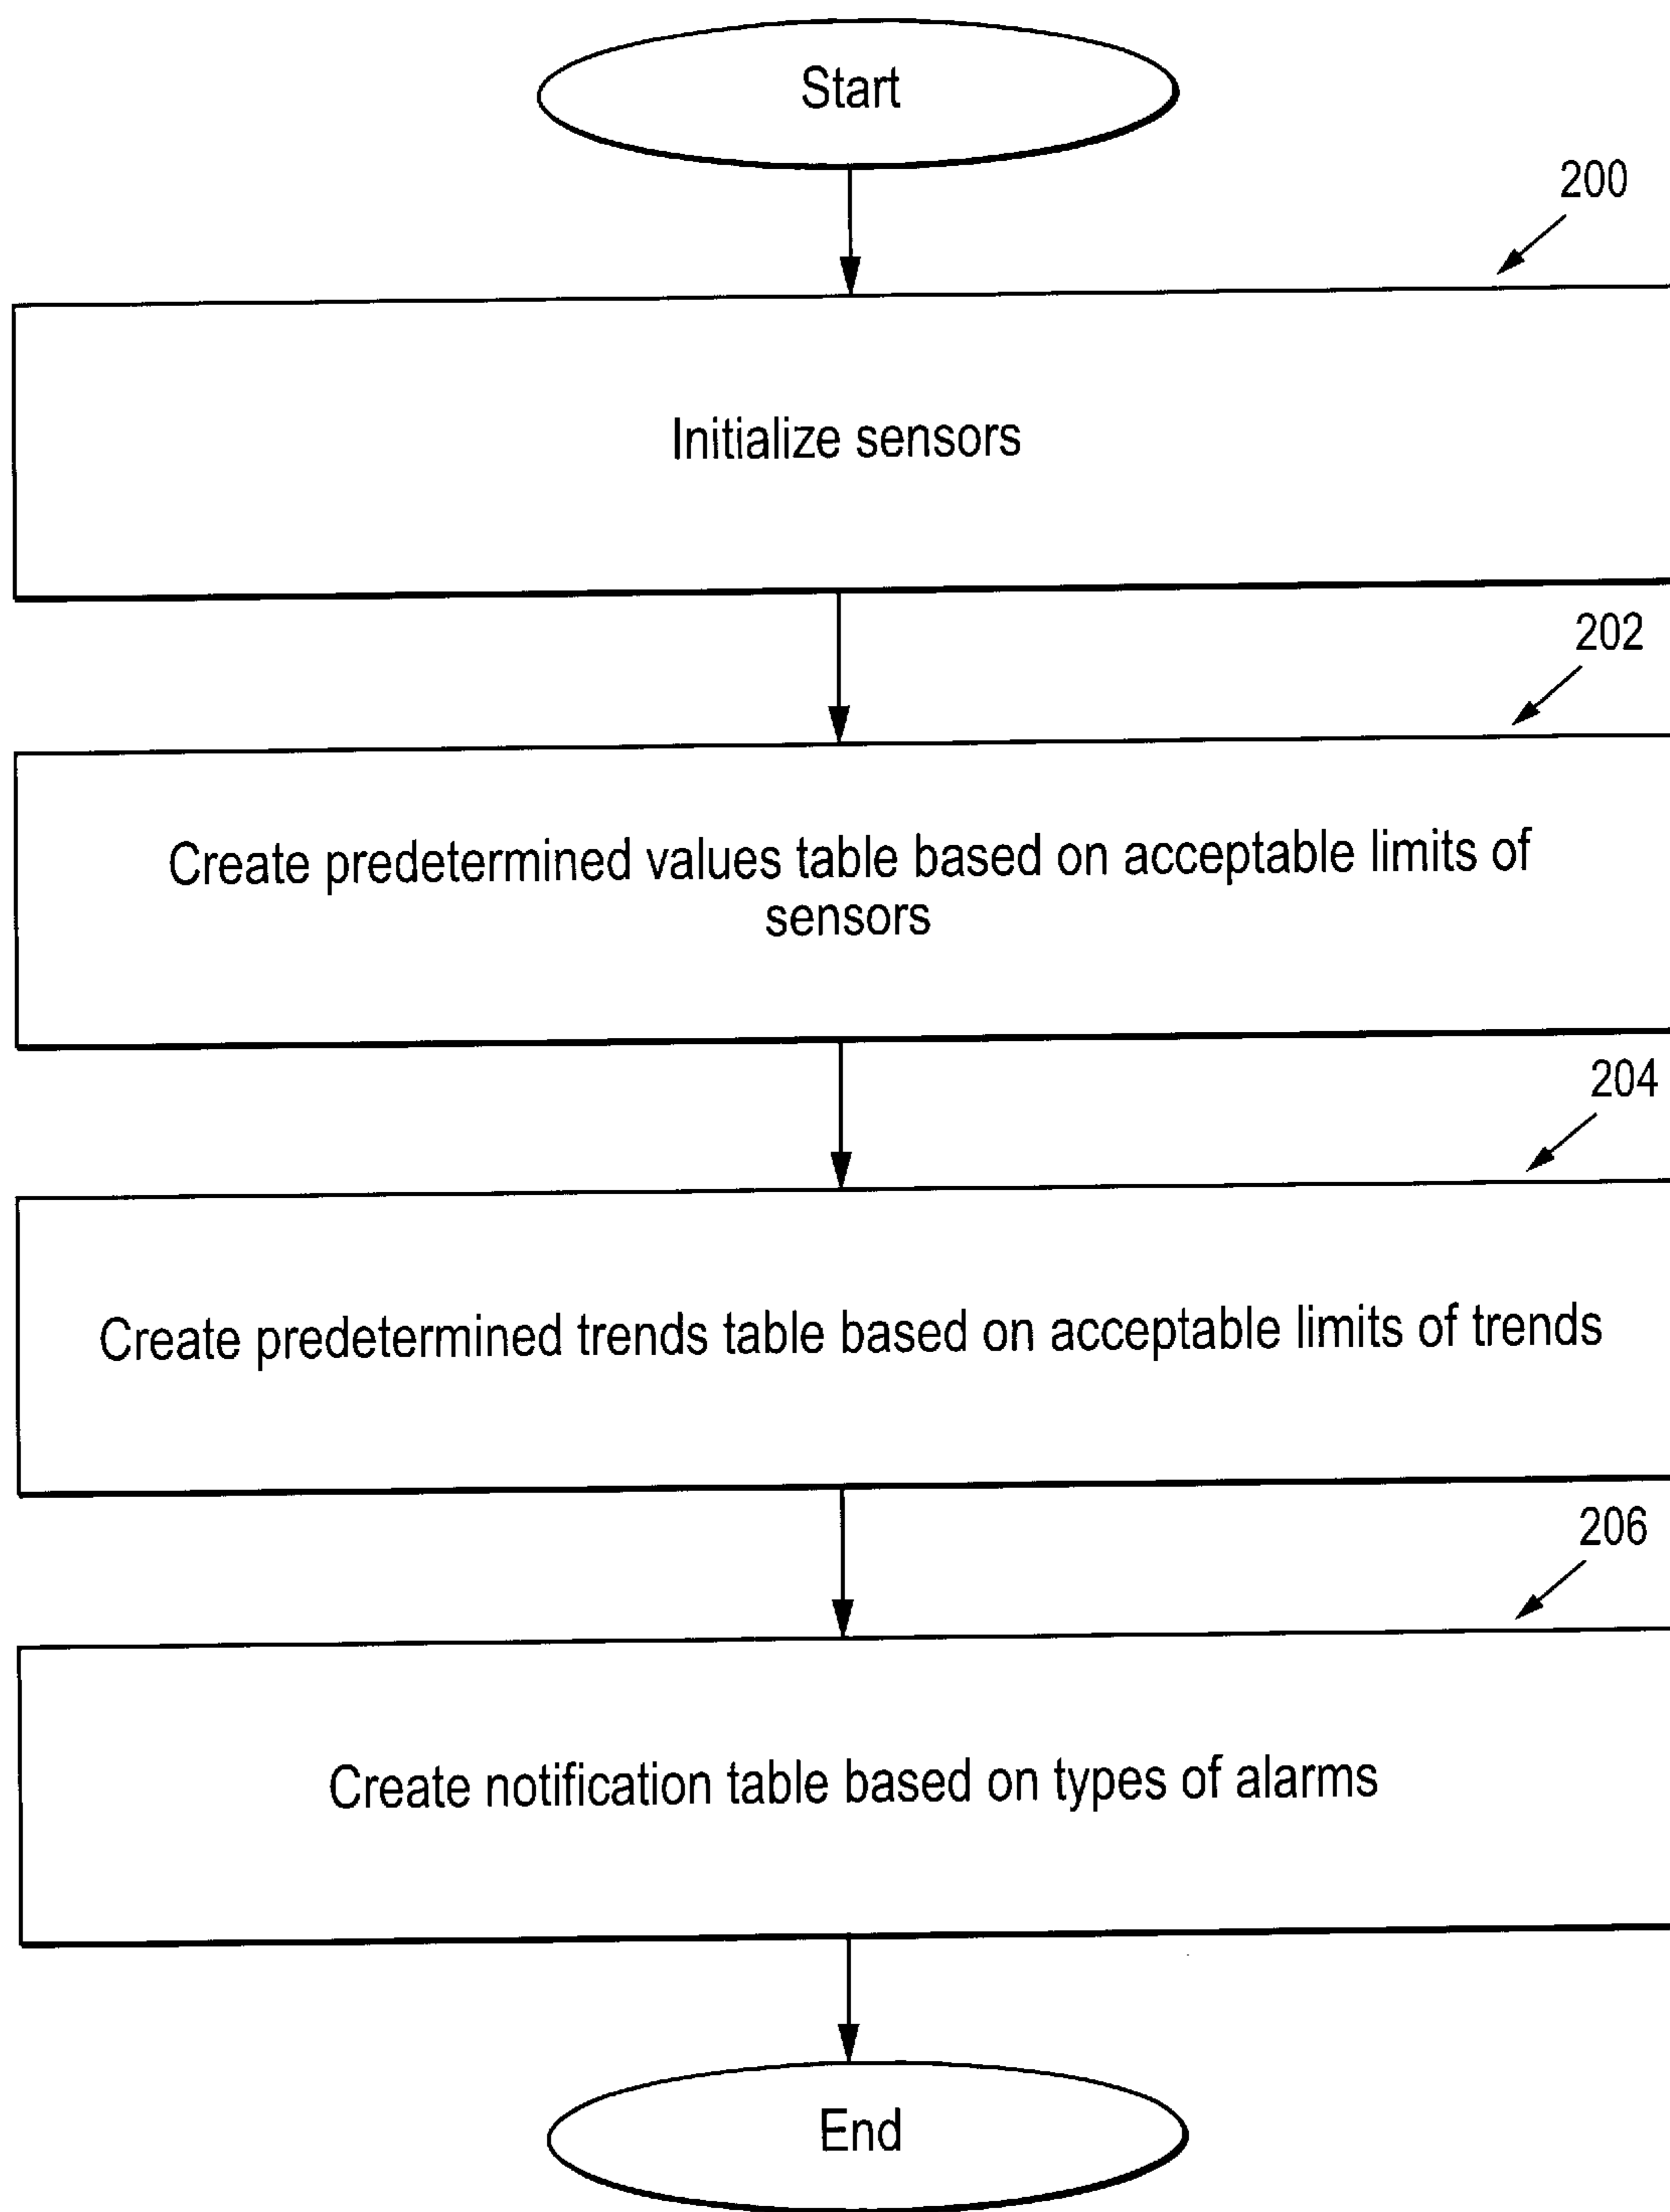 Start
200
Initialize sensors
202
Create predetermined values table based on acceptable limits of
sensors
204
Create predetermined trends table based on acceptable limits of trends
206
Create notification table based on types of alarms
End